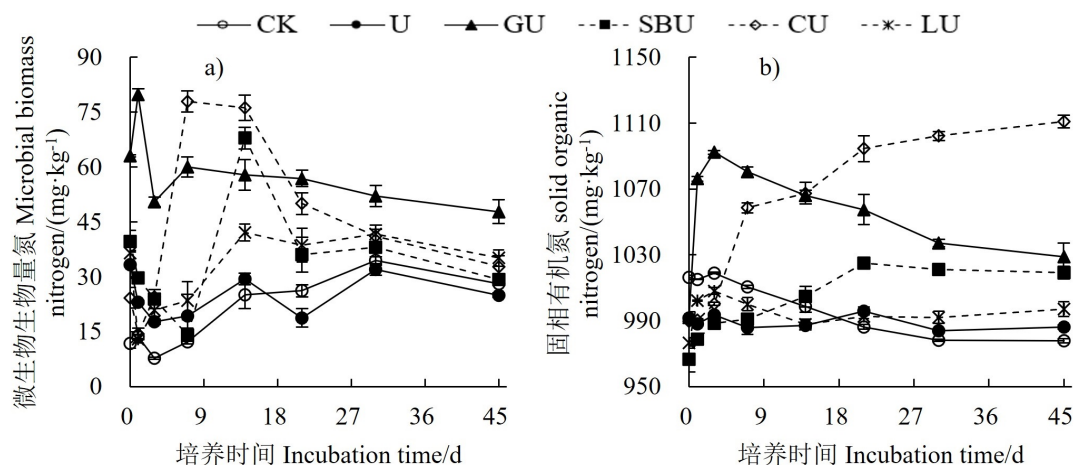 CK U GU SBU CU LU
a)
微生物生物量氮 Microbial biomass
nitrogen/(mg·kg⁻¹)
90
75
60
45
30
15
0
0 9 18 27 36 45
培养时间 Incubation time/d
b)
固相有机氮 solid organic
nitrogen/(mg·kg⁻¹)
1150
1110
1070
1030
990
950
0 9 18 27 36 45
培养时间 Incubation time/d